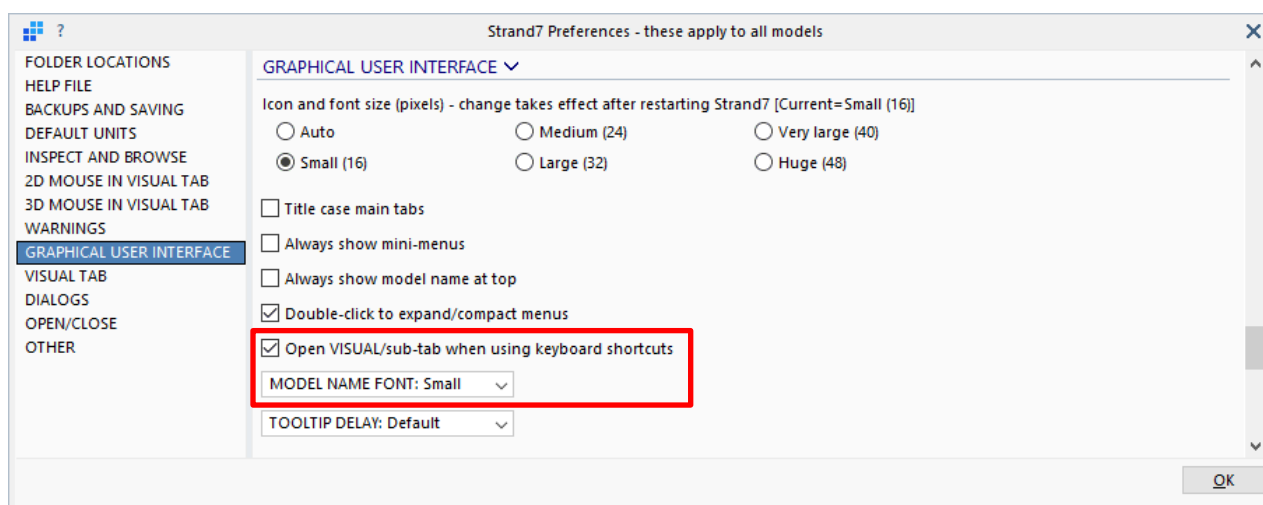 ? Strand7 Preferences - these apply to all models
FOLDER LOCATIONS
HELP FILE
BACKUPS AND SAVING
DEFAULT UNITS
INSPECT AND BROWSE
2D MOUSE IN VISUAL TAB
3D MOUSE IN VISUAL TAB
WARNINGS
GRAPHICAL USER INTERFACE
VISUAL TAB
DIALOGS
OPEN/CLOSE
OTHER
GRAPHICAL USER INTERFACE
Icon and font size (pixels) - change takes effect after restarting Strand7 [Current=Small (16)]
Auto Medium (24) Very large (40)
Small (16) Large (32) Huge (48)
Title case main tabs
Always show mini-menus
Always show model name at top
Double-click to expand/compact menus
Open VISUAL/sub-tab when using keyboard shortcuts
MODEL NAME FONT: Small
TOOLTIP DELAY: Default
OK